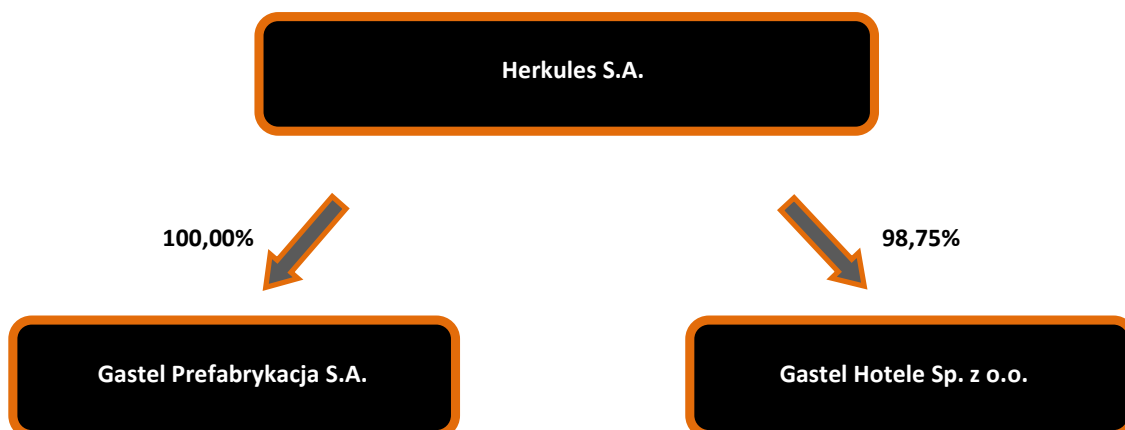 Herkules S.A.
100,00%
98,75%
Gastel Prefabrykacja S.A.
Gastel Hotele Sp. z o.o.